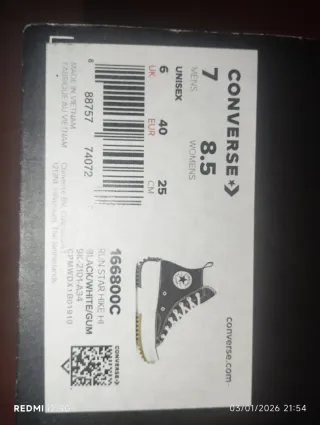 CONVERSE
7
MENS
8.5
WOMENS
UNISEX
6
UK
40
EUR
25
CM
88757 74072
MADE IN VIETNAM
FABRIQUÉ AU VIETNAM
166800C
RUN STAR HIKE HI
BLACK/WHITE/GUM
CONVERSE
converse.com
REDMI
03/01/2026 21:54